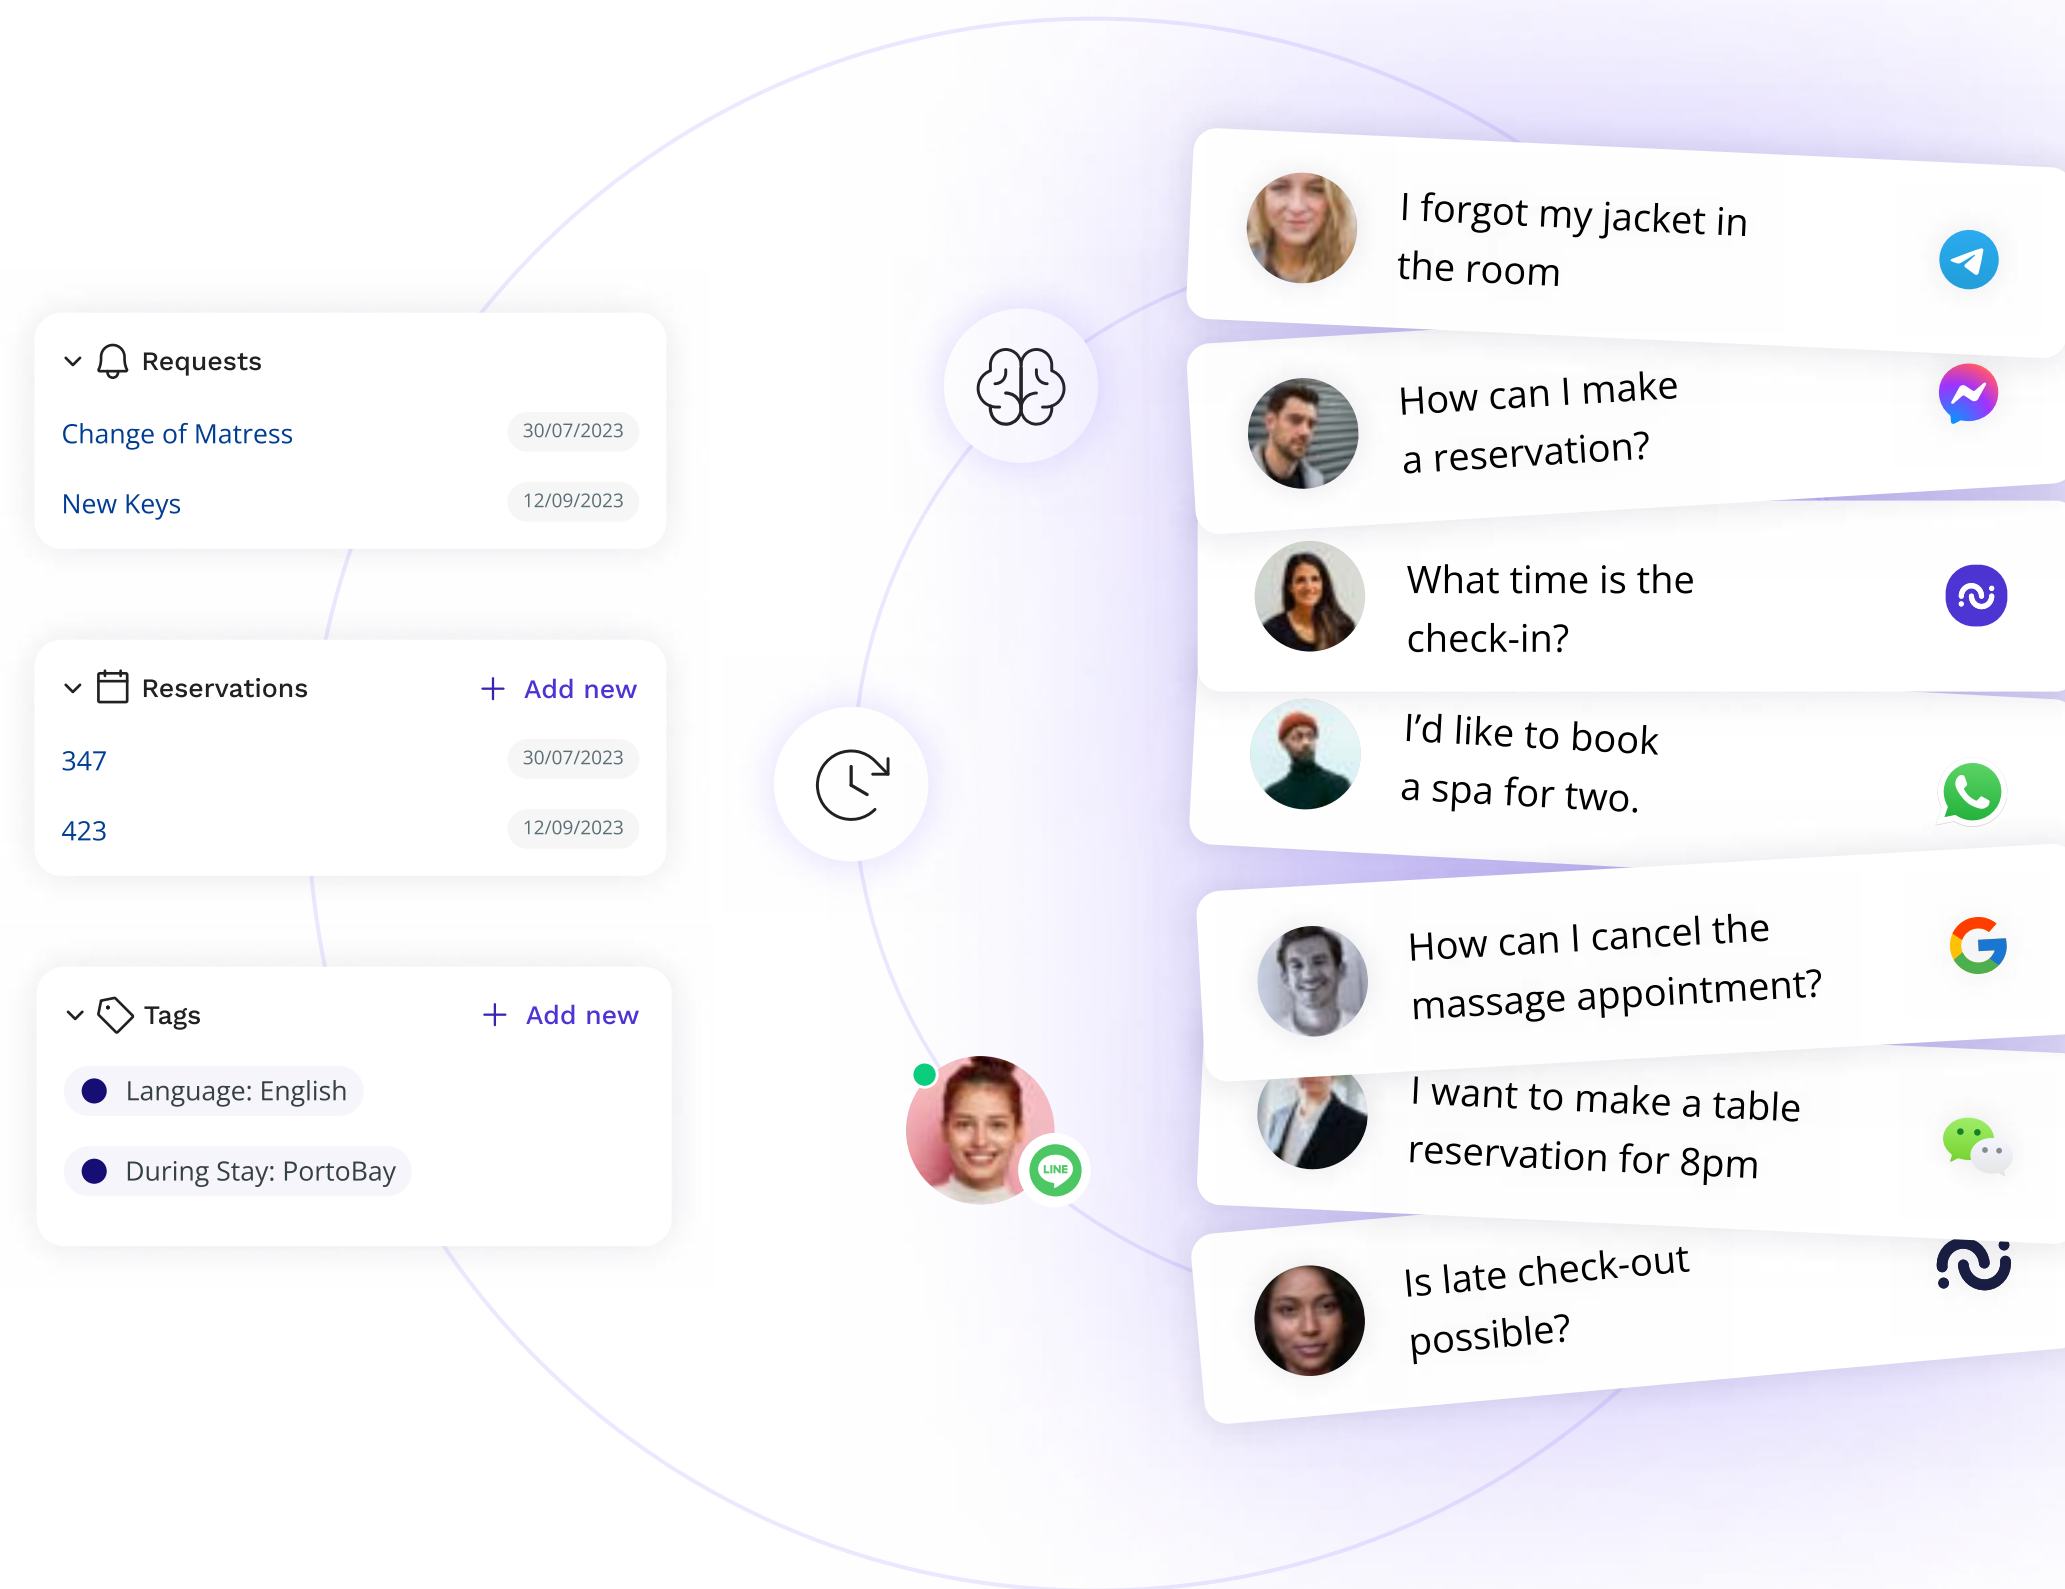 Requests
Change of Matress 30/07/2023
New Keys 12/09/2023
Reservations + Add new
347 30/07/2023
423 12/09/2023
Tags + Add new
Language: English
During Stay: PortoBay
LINE
I forgot my jacket in
the room
How can I make
a reservation?
What time is the
check-in?
I’d like to book
a spa for two.
How can I cancel the
massage appointment?
I want to make a table
reservation for 8pm
Is late check-out
possible?